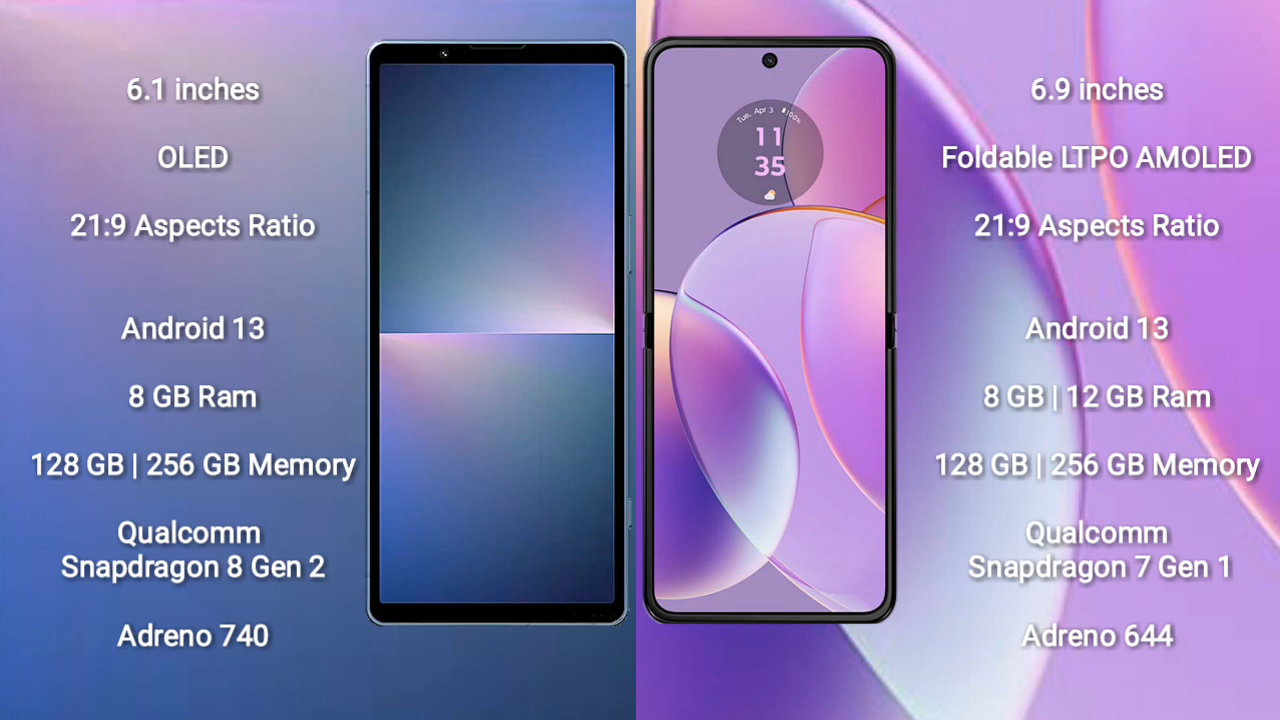 6.1 inches
OLED
21:9 Aspects Ratio
Android 13
8 GB Ram
128 GB | 256 GB Memory
Qualcomm
Snapdragon 8 Gen 2
Adreno 740
Tue, Apr 3 100%
11
35
6.9 inches
Foldable LTPO AMOLED
21:9 Aspects Ratio
Android 13
8 GB | 12 GB Ram
128 GB | 256 GB Memory
Qualcomm
Snapdragon 7 Gen 1
Adreno 644